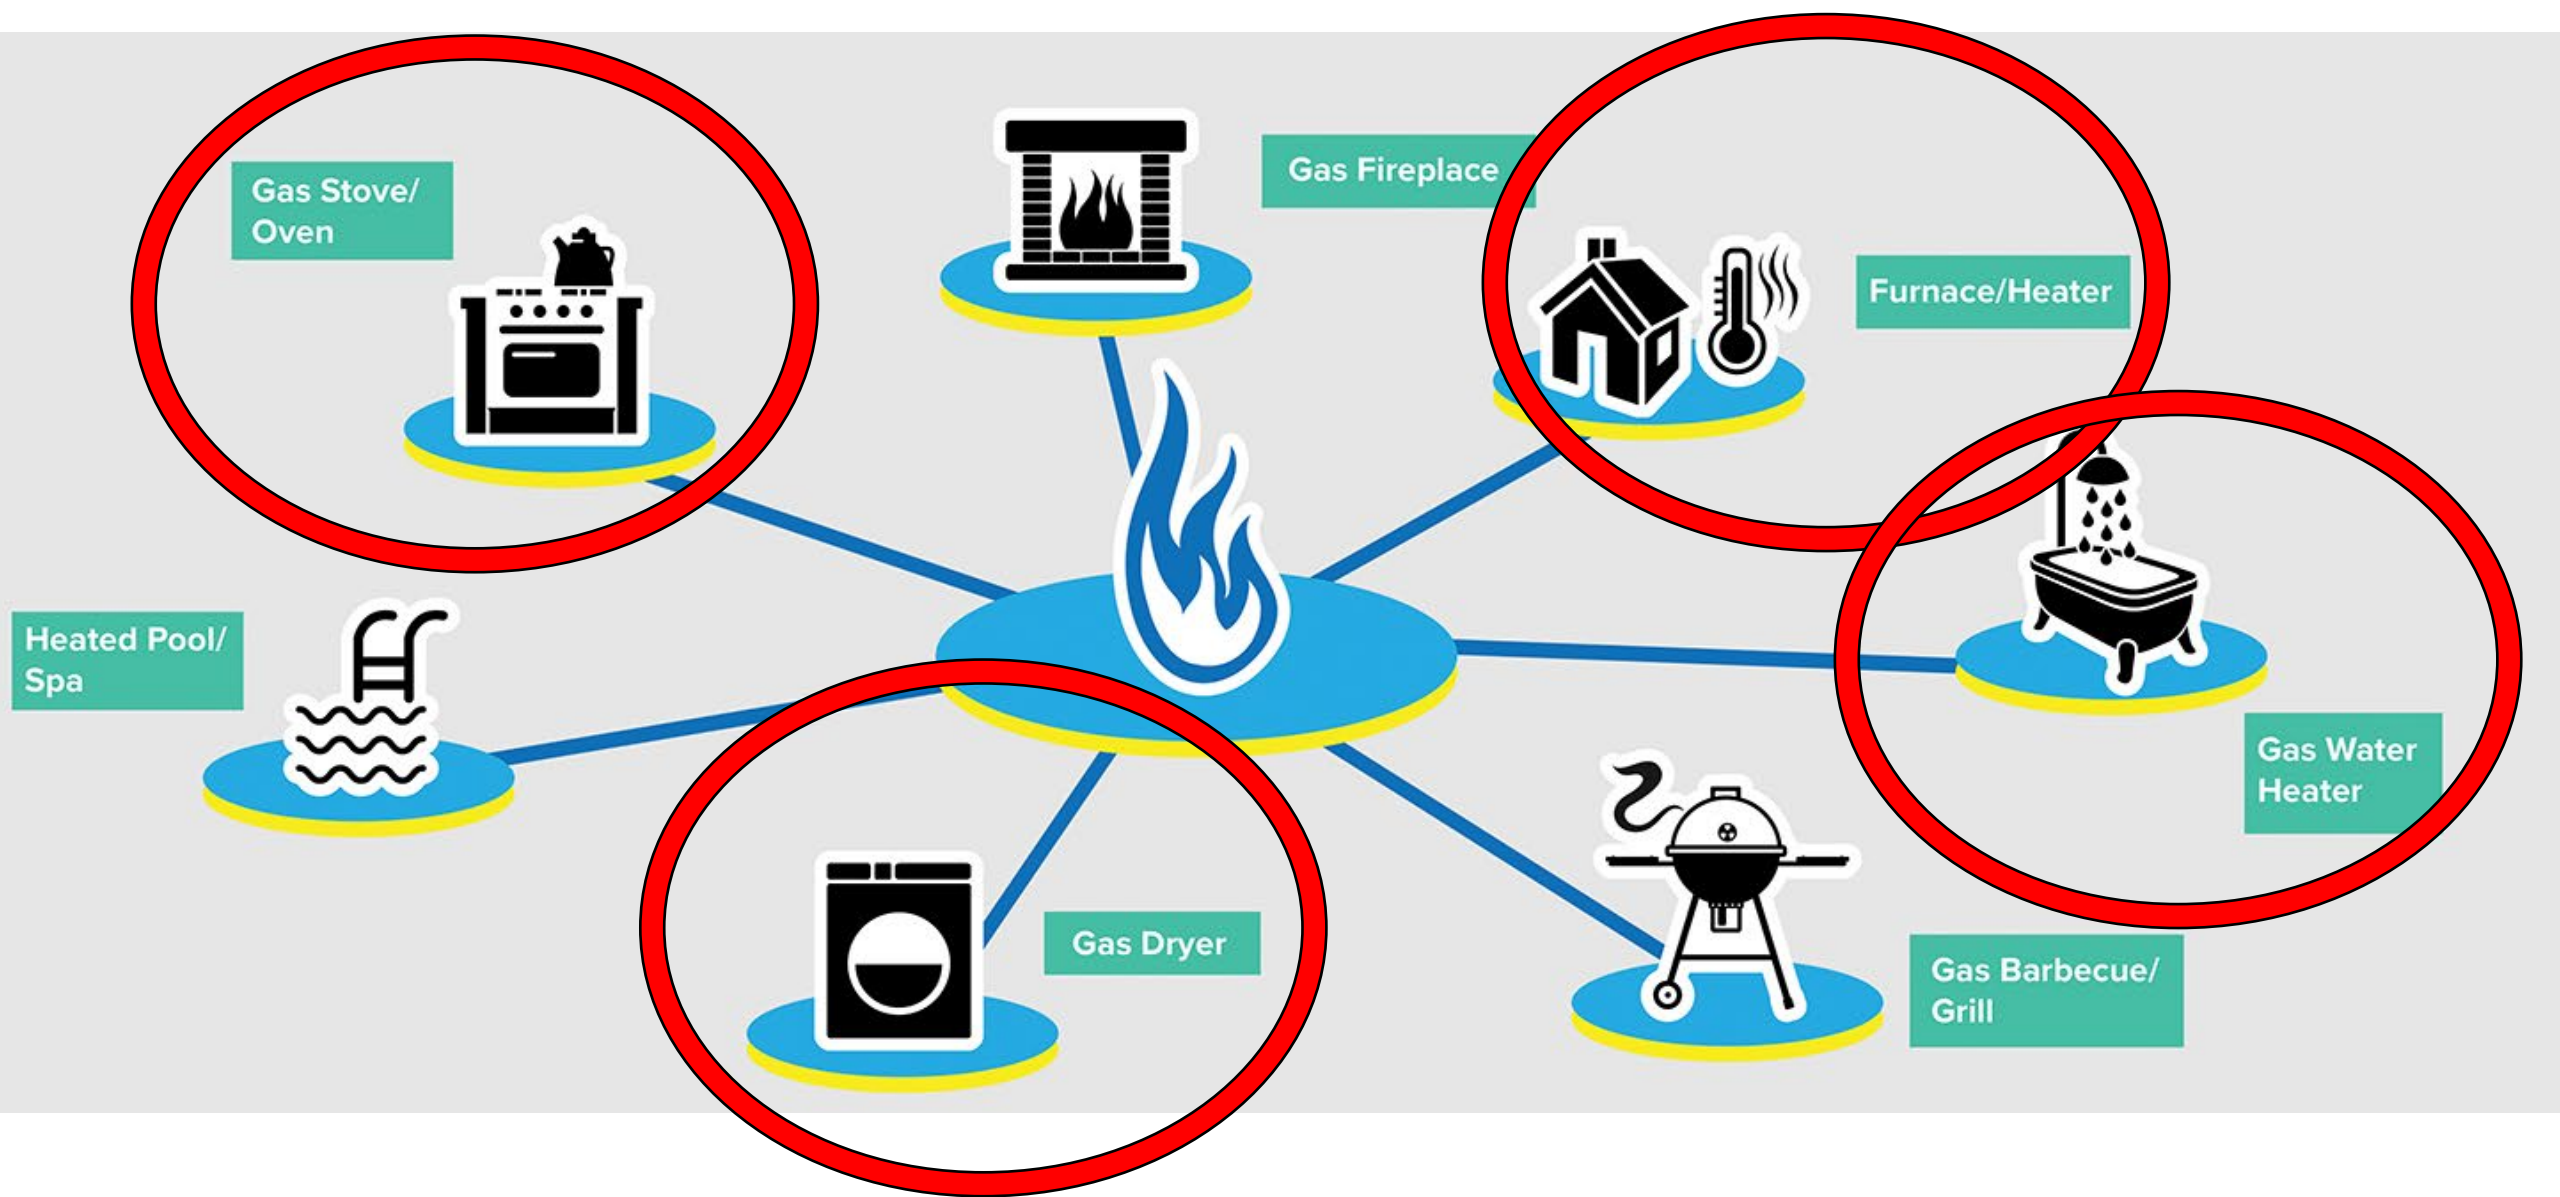 Gas Stove/
Oven
Gas Fireplace
Furnace/Heater
Heated Pool/
Spa
Gas Water
Heater
Gas Dryer
Gas Barbecue/
Grill